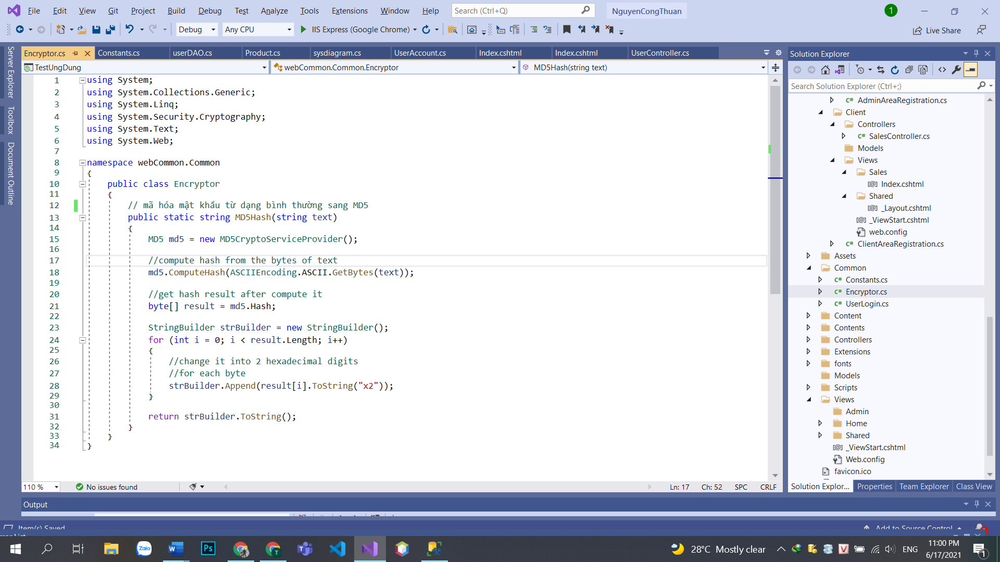 File Edit View Git Project Build Debug Test Analyze Tools Extensions Window Help Search (Ctrl+Q) NguyenCongThuan 1
Debug Any CPU IIS Express (Google Chrome) Live Share
Server Explorer
Toolbox
Document Outline
Encryptor.cs Constants.cs userDAO.cs Product.cs sysdiagram.cs UserAccount.cs Index.cshtml Index.cshtml UserController.cs
TestUngDung webCommon.Common.Encryptor MD5Hash(string text)
1 using System;
2 using System.Collections.Generic;
3 using System.Linq;
4 using System.Security.Cryptography;
5 using System.Text;
6 using System.Web;
7
8 namespace webCommon.Common
9 {
10 public class Encryptor
11 {
12 // mã hóa mật khẩu từ dạng bình thường sang MD5
13 public static string MD5Hash(string text)
14 {
15 MD5 md5 = new MD5CryptoServiceProvider();
16
17 //compute hash from the bytes of text
18 md5.ComputeHash(ASCIIEncoding.ASCII.GetBytes(text));
19
20 //get hash result after compute it
21 byte[] result = md5.Hash;
22
23 StringBuilder strBuilder = new StringBuilder();
24 for (int i = 0; i < result.Length; i++)
25 {
26 //change it into 2 hexadecimal digits
27 //for each byte
28 strBuilder.Append(result[i].ToString("x2"));
29 }
30
31 return strBuilder.ToString();
32 }
33 }
34 }
110 % No issues found Ln: 17 Ch: 52 SPC CRLF
Solution Explorer
Search Solution Explorer (Ctrl+;)
C# AdminAreaRegistration.cs
Client
Controllers
C# SalesController.cs
Models
Views
Sales
[@] Index.cshtml
Shared
[@] _Layout.cshtml
[@] _ViewStart.cshtml
web.config
C# ClientAreaRegistration.cs
Assets
Common
C# Constants.cs
C# Encryptor.cs
C# UserLogin.cs
Content
Contents
Controllers
Extensions
fonts
Models
Scripts
Views
Admin
Home
Shared
[@] _ViewStart.cshtml
Web.config
favicon.ico
Solution Explor... Properties Team Explorer Class View
Output
Item(s) Saved Add to Source Control
Zalo W Ps T 28°C Mostly clear V ENG 11:00 PM
6/17/2021 1